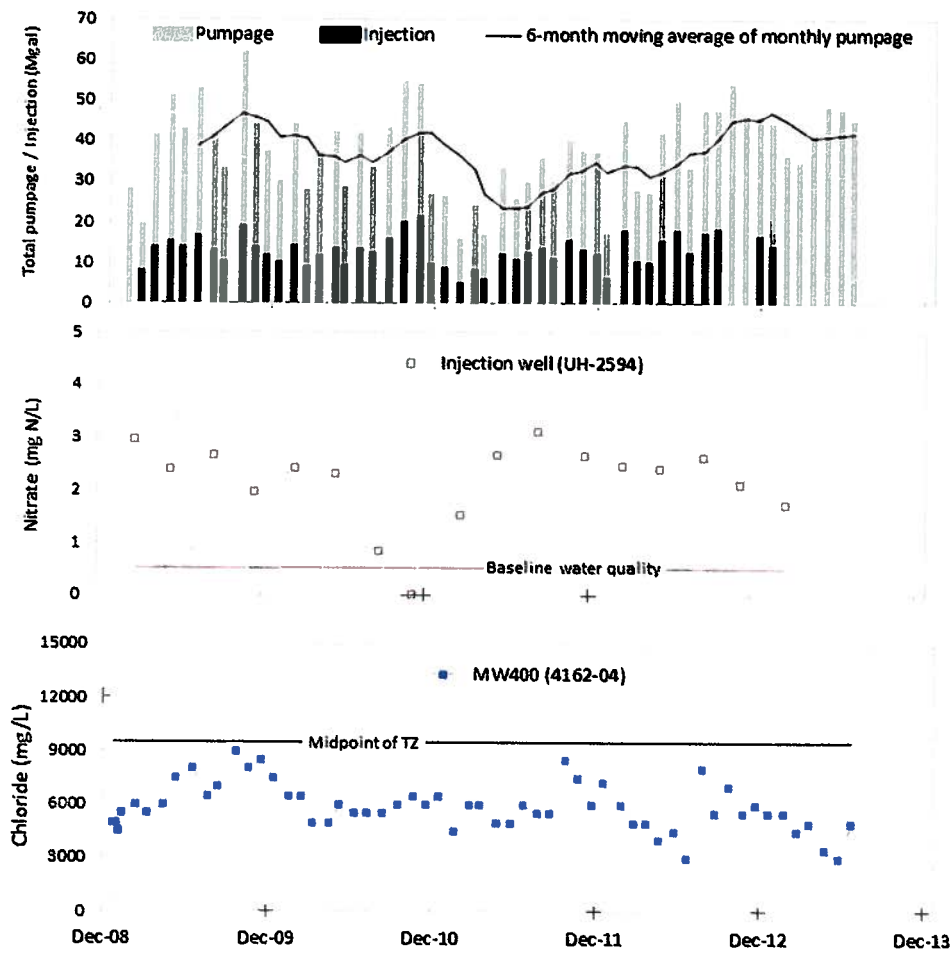 70
Pumpage Injection 6-month moving average of monthly pumpage
60
50
40
30
20
10
0
Total pumpage / Injection (Mgal)
5
Injection well (UH-2594)
4
3
2
1
Baseline water quality
0
Nitrate (mg N/L)
15000
MW400 (4162-04)
12000
Midpoint of TZ
9000
6000
3000
0
Chloride (mg/L)
Dec-08 Dec-09 Dec-10 Dec-11 Dec-12 Dec-13